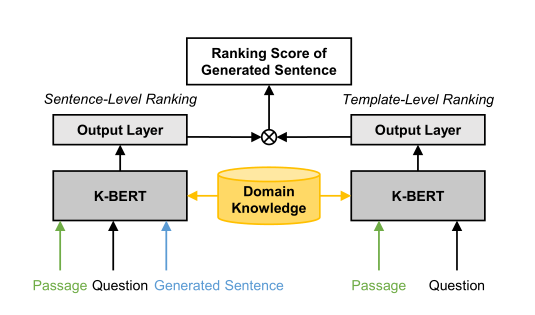 Ranking Score of
Generated Sentence
Sentence-Level Ranking
Template-Level Ranking
Output Layer
Output Layer
K-BERT
Domain
Knowledge
K-BERT
Passage
Question
Generated Sentence
Passage
Question